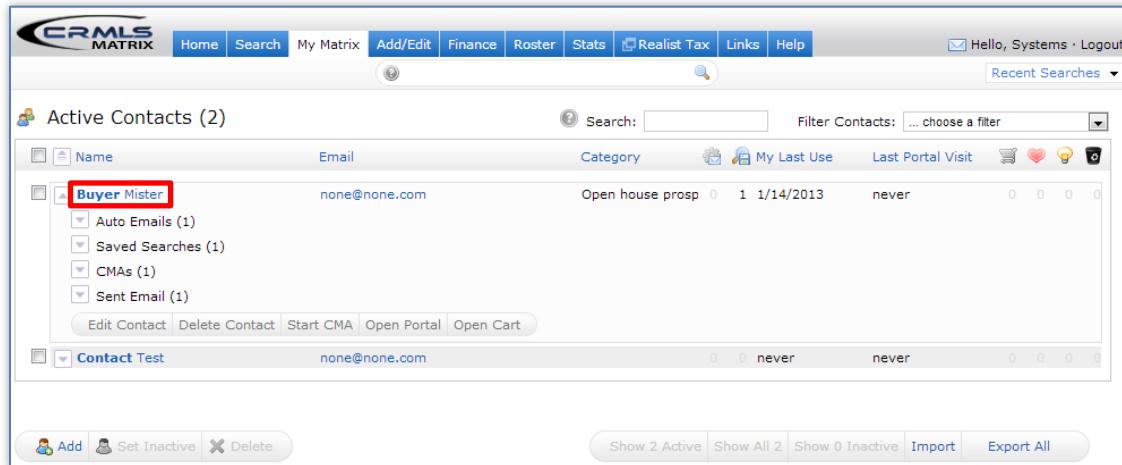 CRMLS
MATRIX
Home Search My Matrix Add/Edit Finance Roster Stats Realist Tax Links Help
Hello, Systems · Logout
Recent Searches
Active Contacts (2)
Search:
Filter Contacts: ... choose a filter
Name Email Category My Last Use Last Portal Visit
Buyer Mister none@none.com Open house prosp 0 1 1/14/2013 never 0 0 0 0
Auto Emails (1)
Saved Searches (1)
CMAs (1)
Sent Email (1)
Edit Contact Delete Contact Start CMA Open Portal Open Cart
Contact Test none@none.com 0 0 never never 0 0 0 0
Add Set Inactive Delete Show 2 Active Show All 2 Show 0 Inactive Import Export All